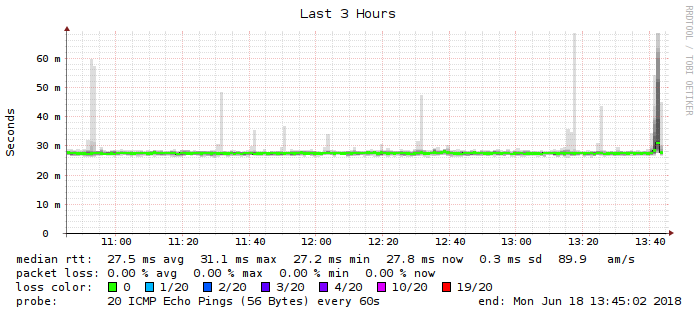 Last 3 Hours
RRDTOOL / TOBI OETIKER
Seconds
60 m
50 m
40 m
30 m
20 m
10 m
0
11:00 11:20 11:40 12:00 12:20 12:40 13:00 13:20 13:40
median rtt: 27.5 ms avg 31.1 ms max 27.2 ms min 27.8 ms now 0.3 ms sd 89.9 am/s
packet loss: 0.00 % avg 0.00 % max 0.00 % min 0.00 % now
loss color: 0 1/20 2/20 3/20 4/20 10/20 19/20
probe: 20 ICMP Echo Pings (56 Bytes) every 60s end: Mon Jun 18 13:45:02 2018